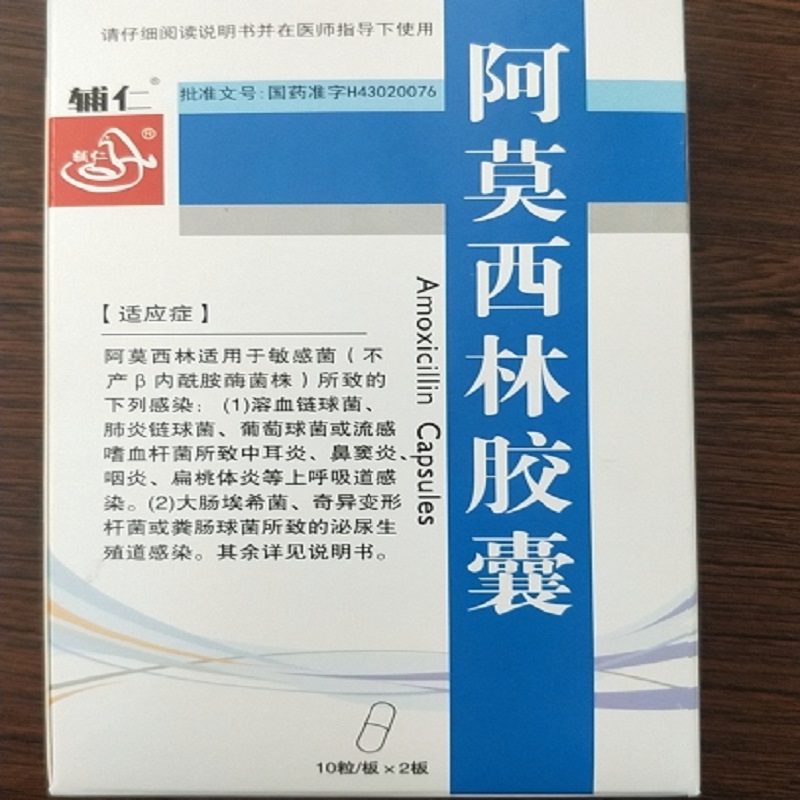 请仔细阅读说明书并在医师指导下使用
辅仁®
批准文号:国药准字H43020076
辅仁®
阿莫西林胶囊
Amoxicillin Capsules
【适应症】
阿莫西林适用于敏感菌(不
产β内酰胺酶菌株)所致的
下列感染：(1)溶血链球菌、
肺炎链球菌、葡萄球菌或流感
嗜血杆菌所致中耳炎、鼻窦炎、
咽炎、扁桃体炎等上呼吸道感
染。(2)大肠埃希菌、奇异变形
杆菌或粪肠球菌所致的泌尿生
殖道感染。其余详见说明书。
10粒/板×2板